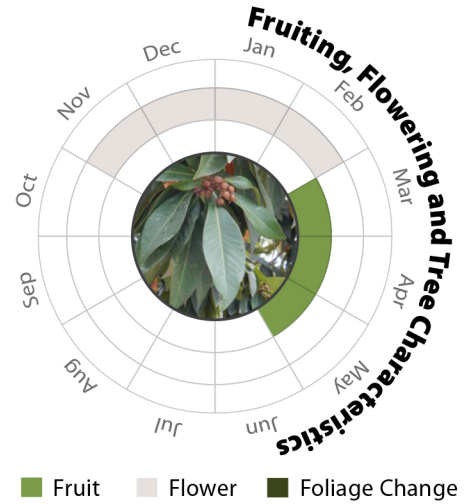 Fruiting, Flowering and Tree Characteristics
Jan
Feb
Mar
Apr
May
Jun
Jul
Aug
Sep
Oct
Nov
Dec
Fruit
Flower
Foliage Change